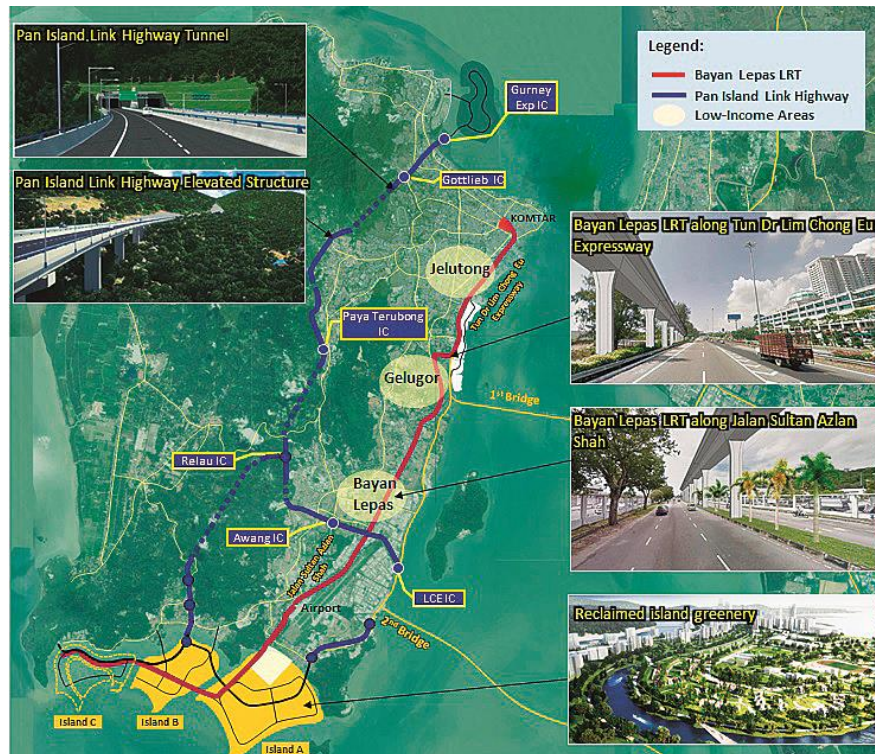 Pan Island Link Highway Tunnel
Pan Island Link Highway Elevated Structure
Legend:
Bayan Lepas LRT
Pan Island Link Highway
Low-Income Areas
Gurney
Exp IC
Gottlieb IC
KOMTAR
Jelutong
Tun Dr Lim Chong Eu
Expressway
Bayan Lepas LRT along Tun Dr Lim Chong Eu
Expressway
Paya Terubong
IC
Gelugor
1st Bridge
Bayan Lepas LRT along Jalan Sultan Azlan
Shah
Relau IC
Bayan
Lepas
Awang IC
Jalan Sultan Azlan
Shah
LCE IC
Airport
2nd Bridge
Reclaimed island greenery
Island C
Island B
Island A